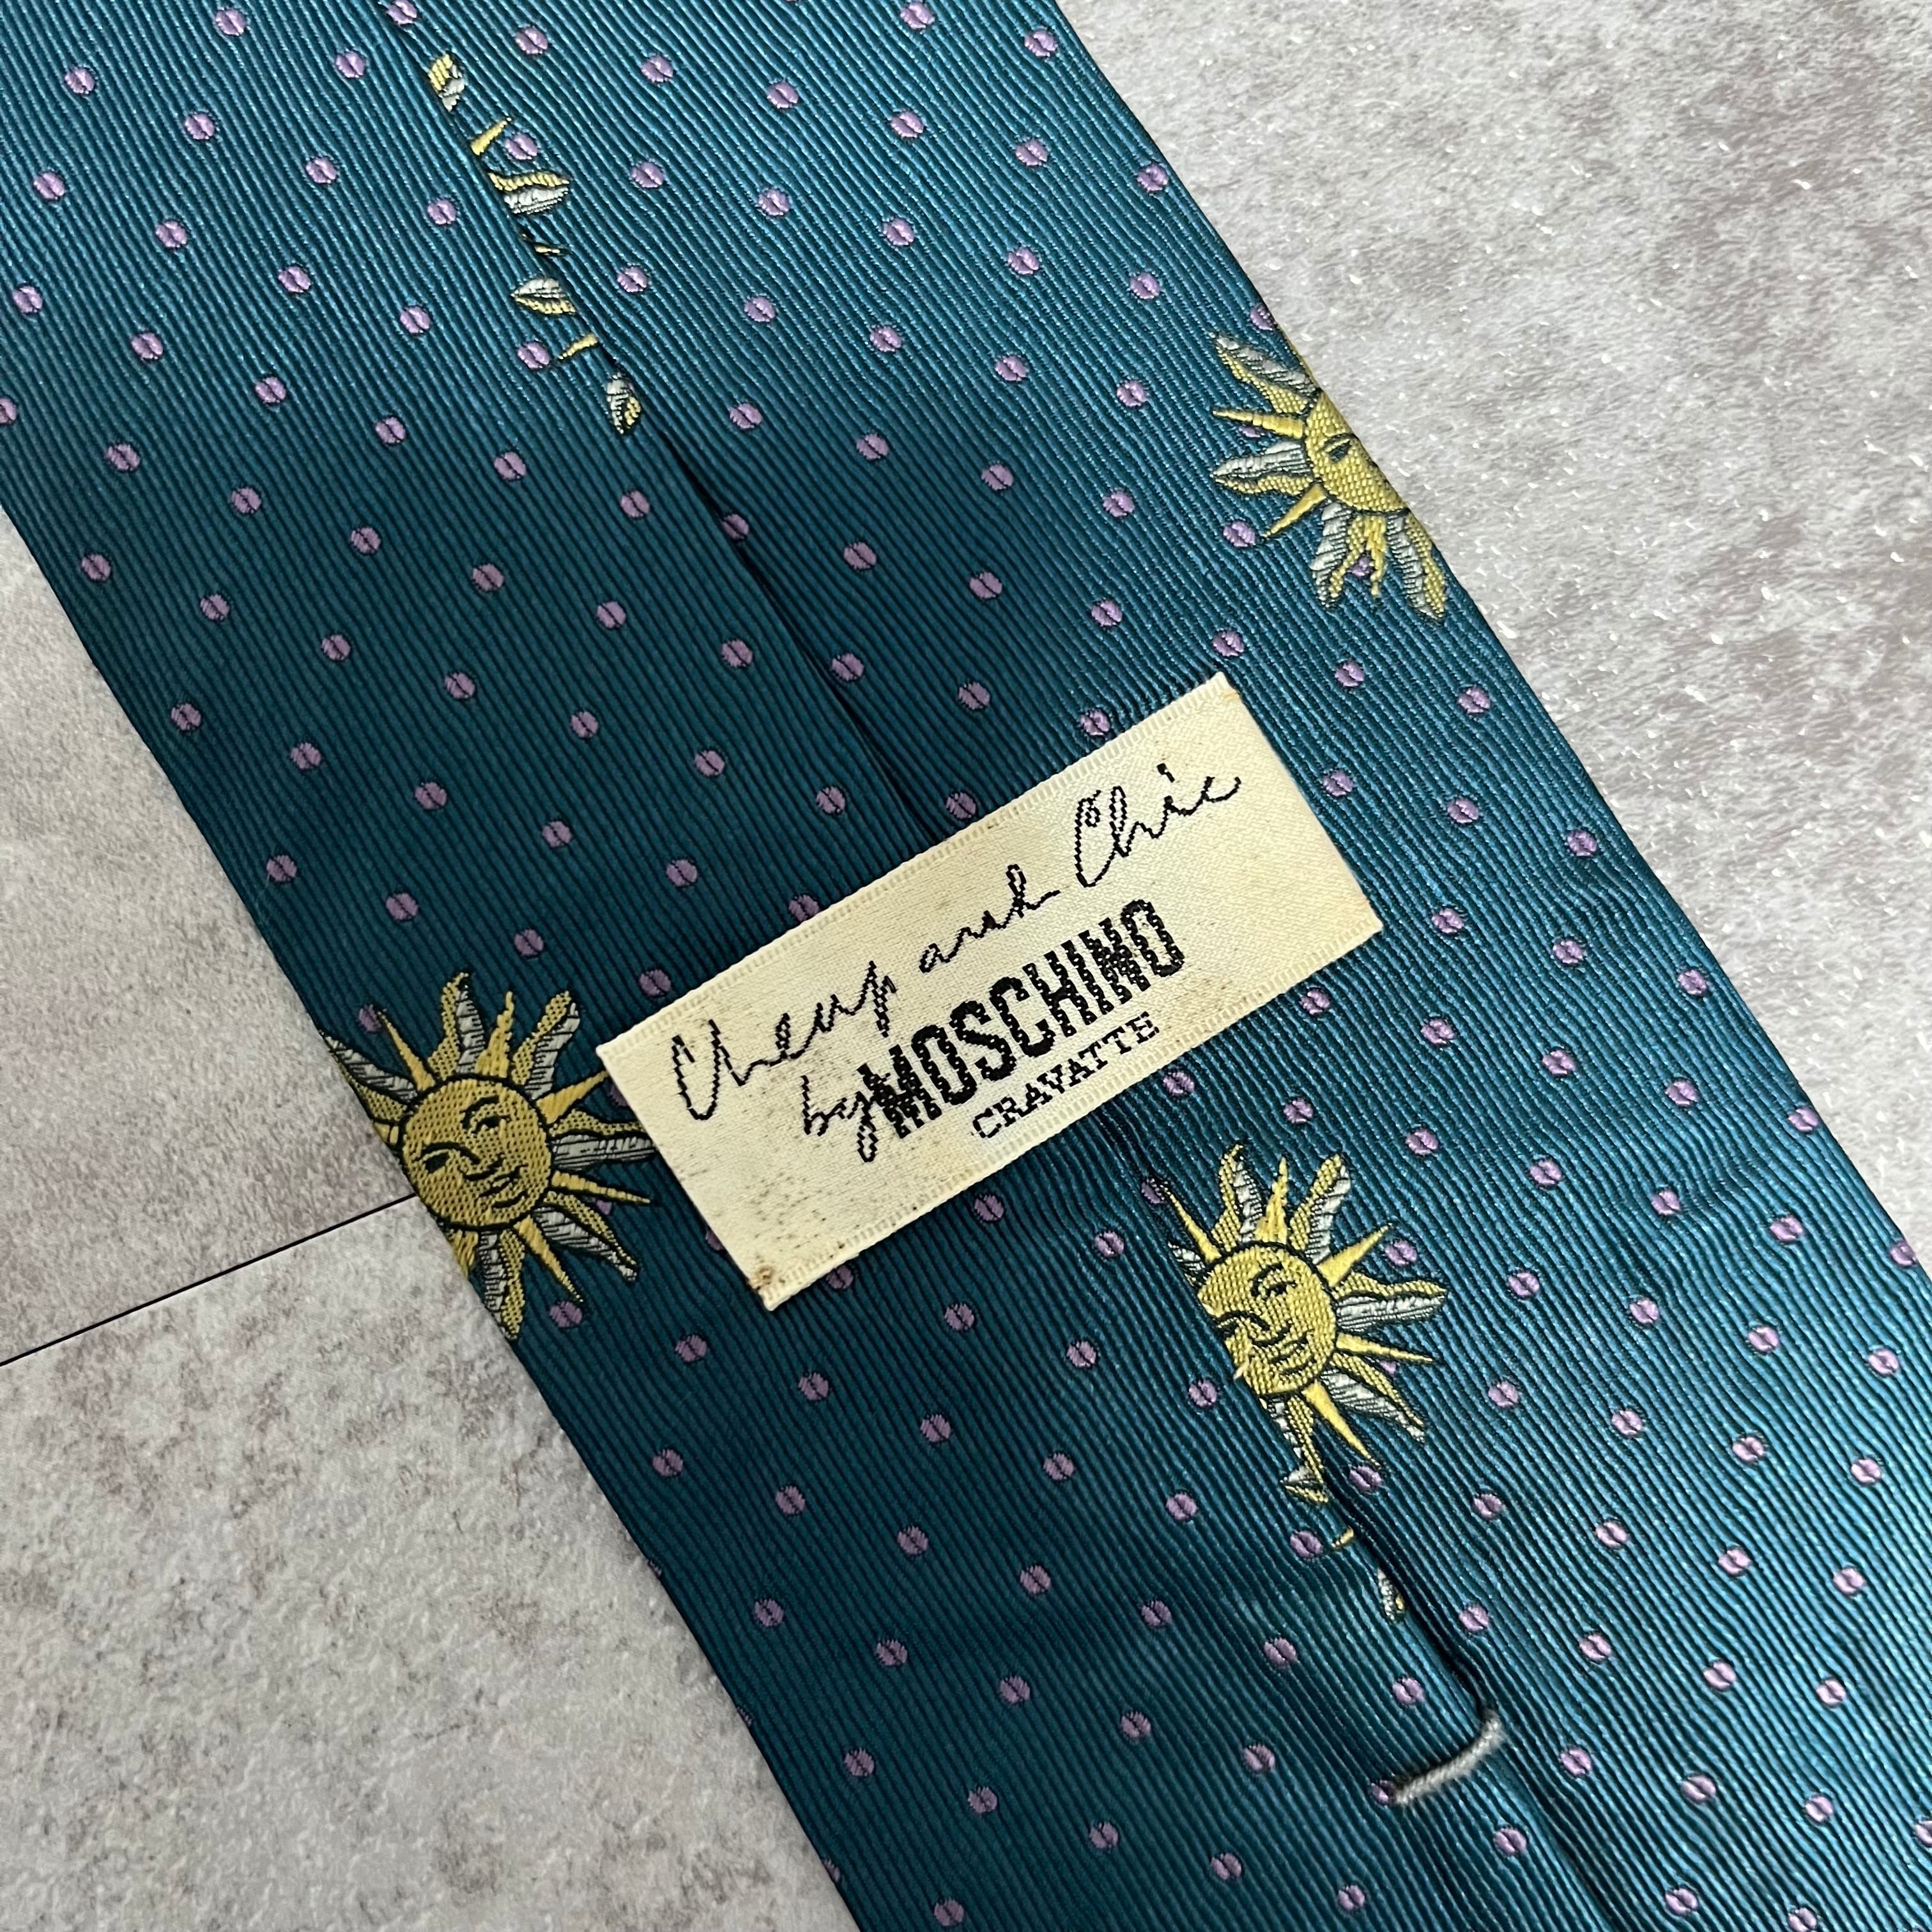 Cheap and Chic
by MOSCHINO
CRAVATTE